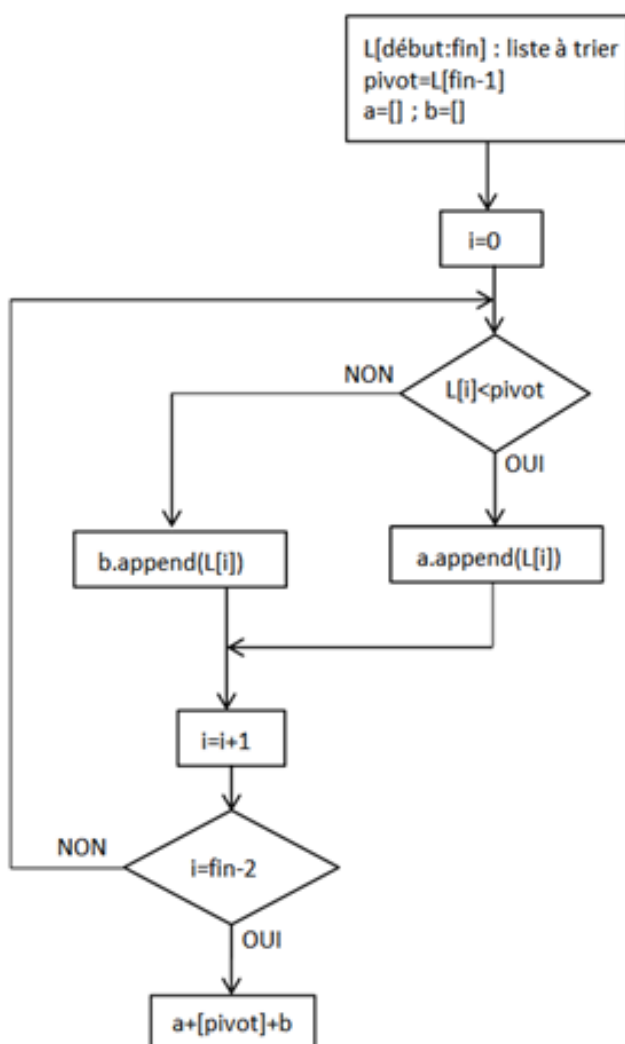 L[début:fin] : liste à trier
pivot=L[fin-1]
a=[] ; b=[]
i=0
L[i]<pivot
NON
OUI
b.append(L[i])
a.append(L[i])
i=i+1
i=fin-2
NON
OUI
a+[pivot]+b